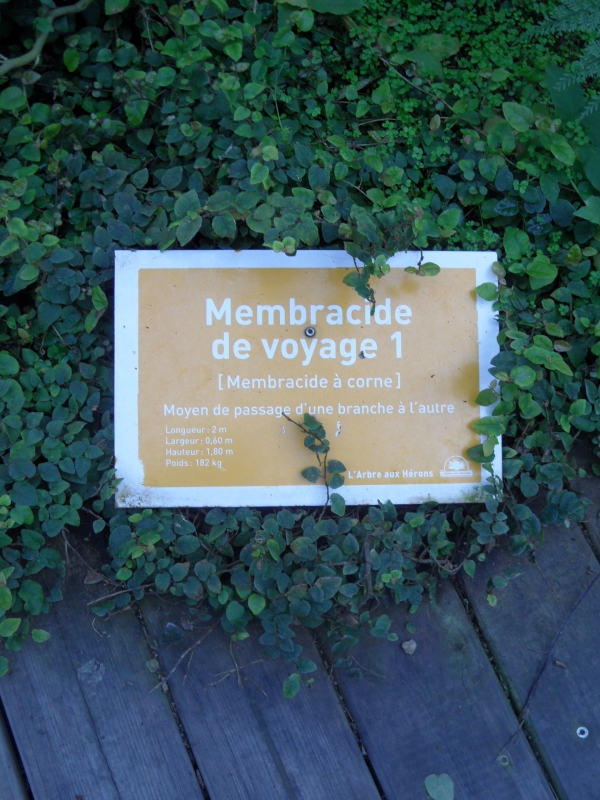 Membracide
de voyage 1
[Membracide à corne]
Moyen de passage d'une branche à l'autre
Longueur : 2 m
Largeur : 0,60 m
Hauteur : 1,80 m
Poids : 182 kg
L'Arbre aux Hérons